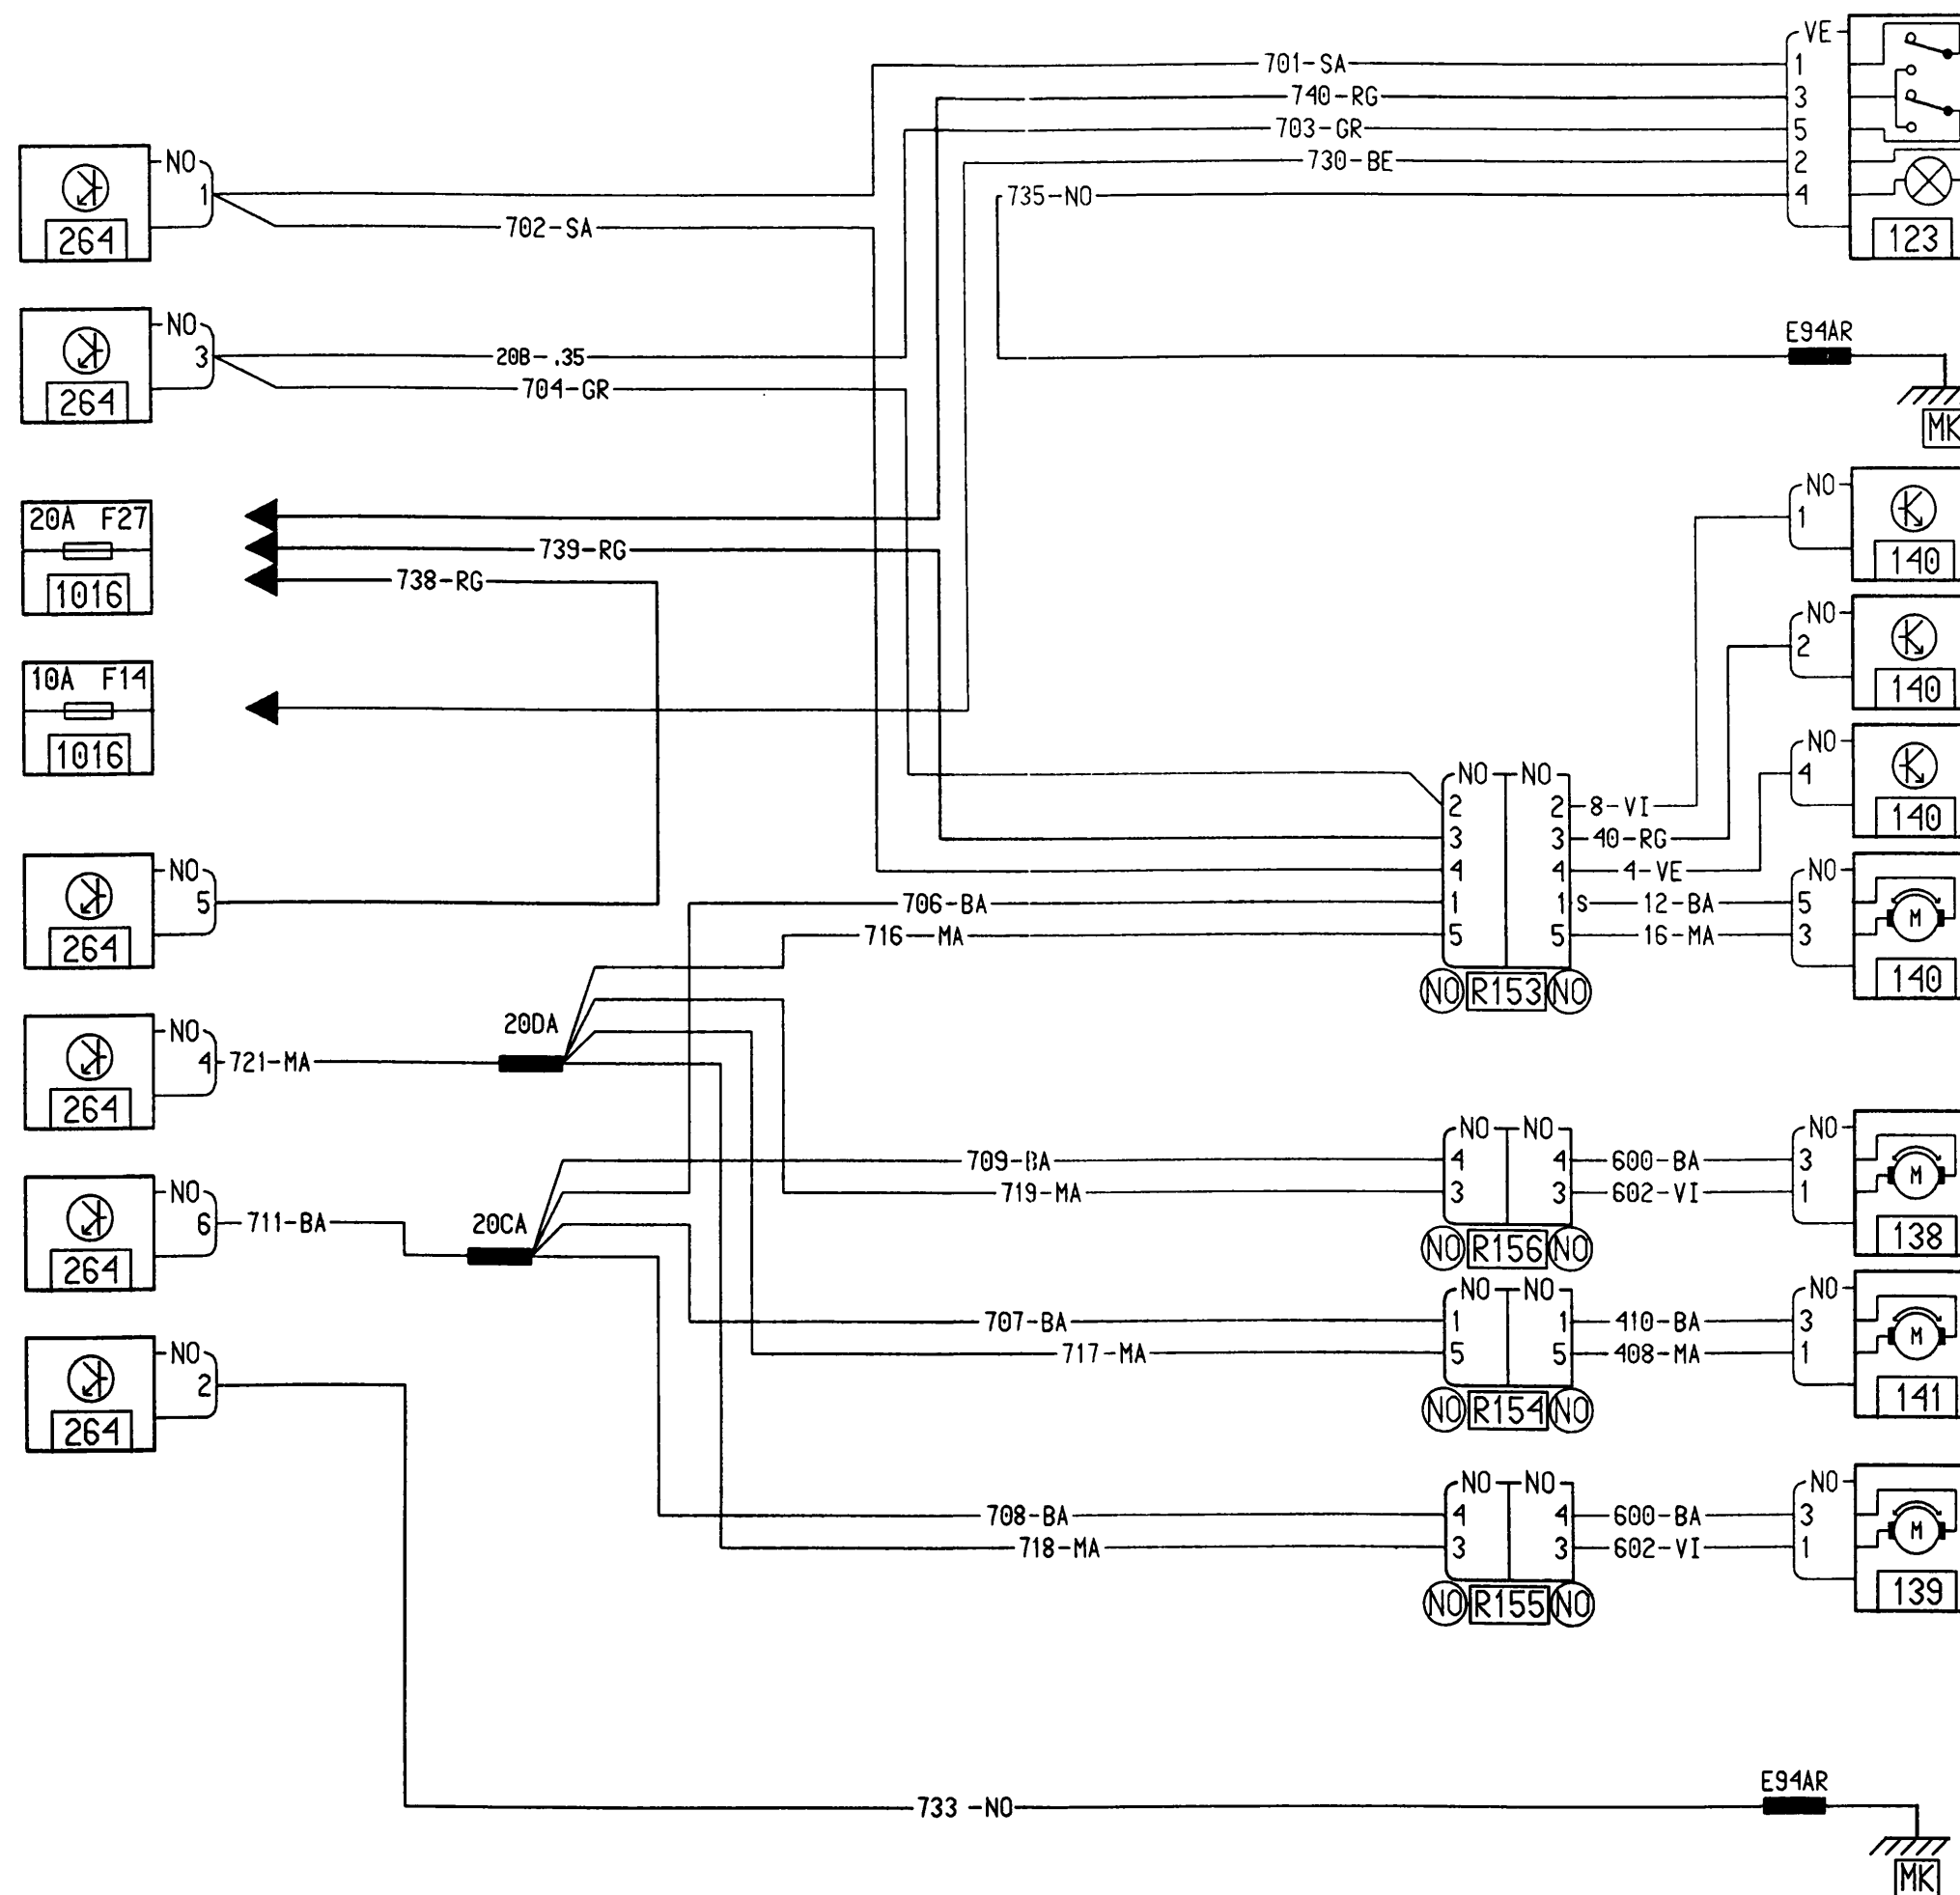 VE
701-SA
1
740-RG
3
703-GR
5
730-BE
2
735-NO
4
123
NO
1
702-SA
264
NO
3
20B-.35
704-GR
264
E94AR
MK
20A F27
1016
739-RG
738-RG
10A F14
1016
NO
1
140
NO
2
140
NO
4
140
NO NO
2 2 8-VI
3 3 40-RG
4 4 4-VE
706-BA 1 1 S 12-BA 5
716-MA 5 5 16-MA 3
NO
140
NO R153 NO
NO
5
264
20DA
NO
4 721-MA
264
NO NO NO
709-BA 4 4 600-BA 3
719-MA 3 3 602-VI 1
M
138
NO R156 NO
NO
6 711-BA
20CA
264
NO NO NO
707-BA 1 1 410-BA 3
717-MA 5 5 408-MA 1
M
141
NO R154 NO
NO
2
264
NO NO NO
708-BA 4 4 600-BA 3
718-MA 3 3 602-VI 1
M
139
NO R155 NO
733 -NO
E94AR
MK